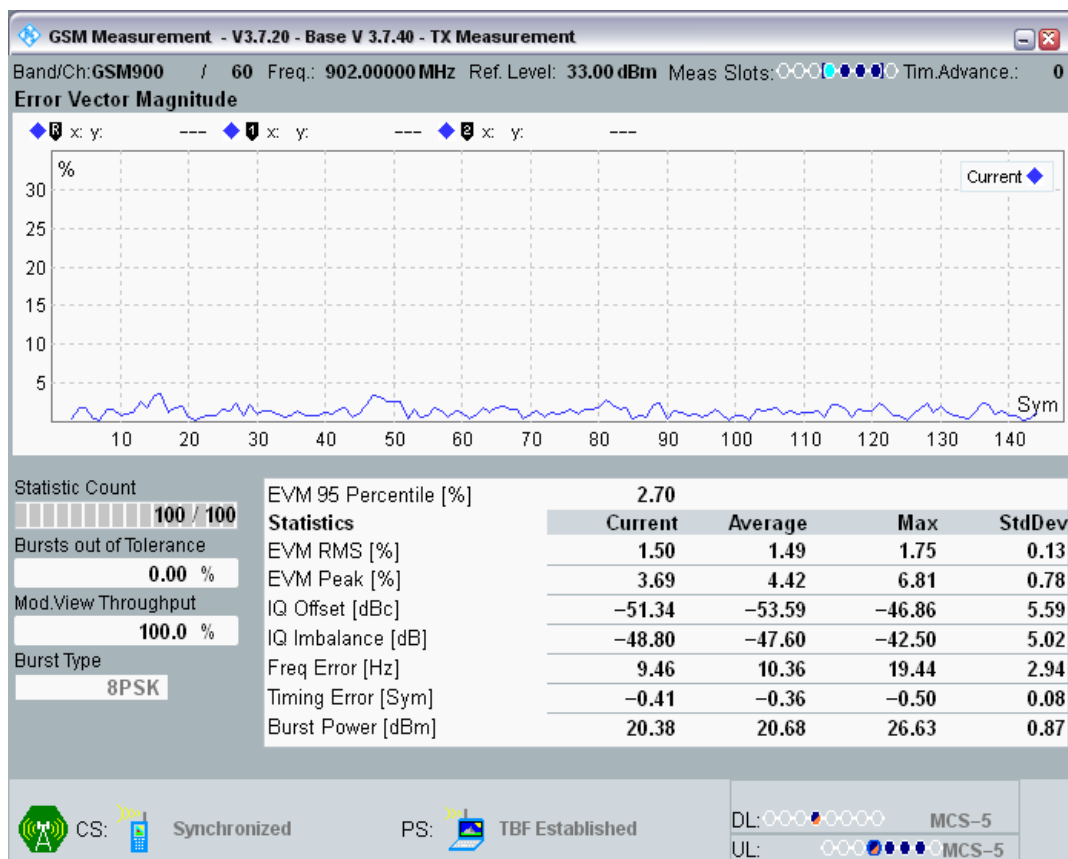 GSM Measurement - V3.7.20 - Base V 3.7.40 - TX Measurement
Band/Ch:GSM900 / 60 Freq.: 902.00000 MHz Ref. Level: 33.00 dBm Meas Slots: Tim.Advance.: 0
Error Vector Magnitude
R x: y: --- 1 x: y: --- 2 x: y: ---
%
Current
30
25
20
15
10
5
Sym
10 20 30 40 50 60 70 80 90 100 110 120 130 140
Statistic Count
100 / 100
Bursts out of Tolerance
0.00 %
Mod.View Throughput
100.0 %
Burst Type
8PSK
EVM 95 Percentile [%] 2.70
Statistics Current Average Max StdDev
EVM RMS [%] 1.50 1.49 1.75 0.13
EVM Peak [%] 3.69 4.42 6.81 0.78
IQ Offset [dBc] −51.34 −53.59 −46.86 5.59
IQ Imbalance [dB] −48.80 −47.60 −42.50 5.02
Freq Error [Hz] 9.46 10.36 19.44 2.94
Timing Error [Sym] −0.41 −0.36 −0.50 0.08
Burst Power [dBm] 20.38 20.68 26.63 0.87
CS: Synchronized PS: TBF Established
DL: MCS−5
UL: MCS−5